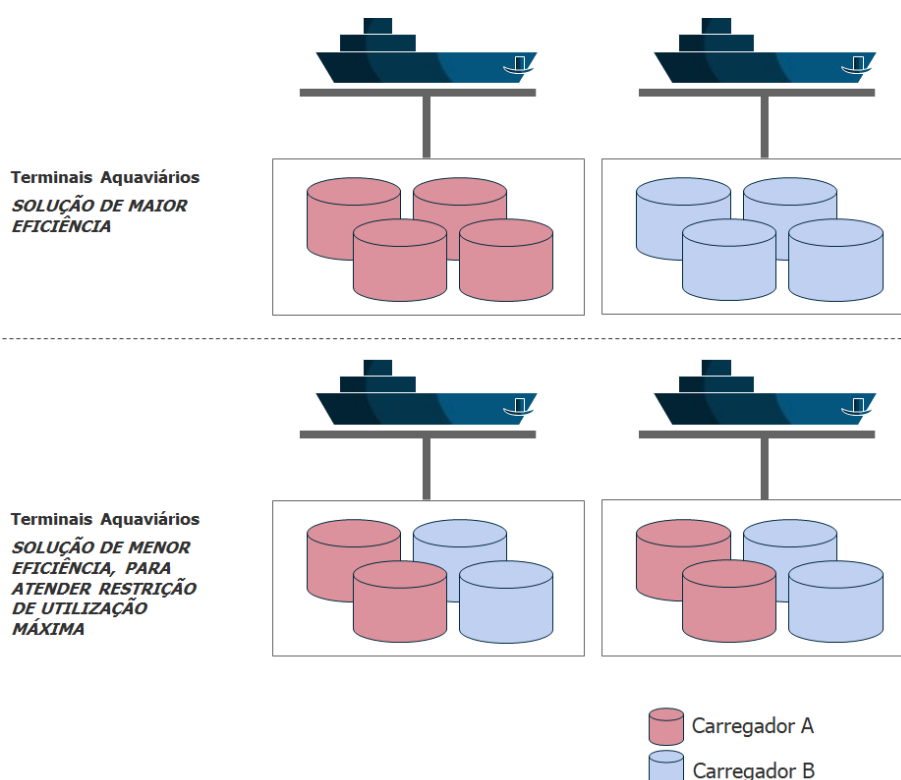 Terminais Aquaviários
SOLUÇÃO DE MAIOR
EFICIÊNCIA
Terminais Aquaviários
SOLUÇÃO DE MENOR
EFICIÊNCIA, PARA
ATENDER RESTRIÇÃO
DE UTILIZAÇÃO
MÁXIMA
Carregador A
Carregador B